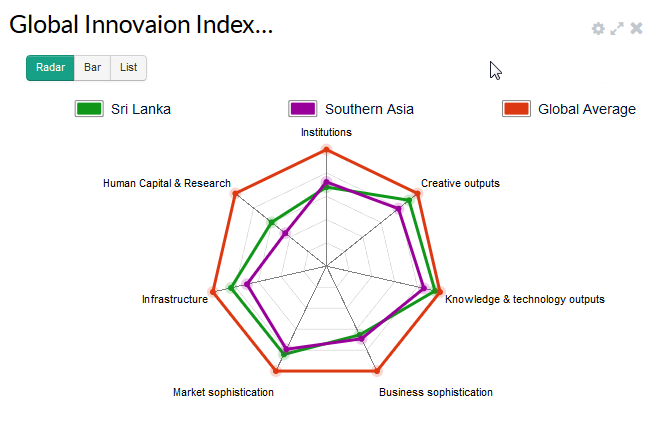 Global Innovaion Index...
Radar Bar List
Sri Lanka Southern Asia Global Average
Institutions
Human Capital & Research Creative outputs
Infrastructure Knowledge & technology outputs
Market sophistication Business sophistication